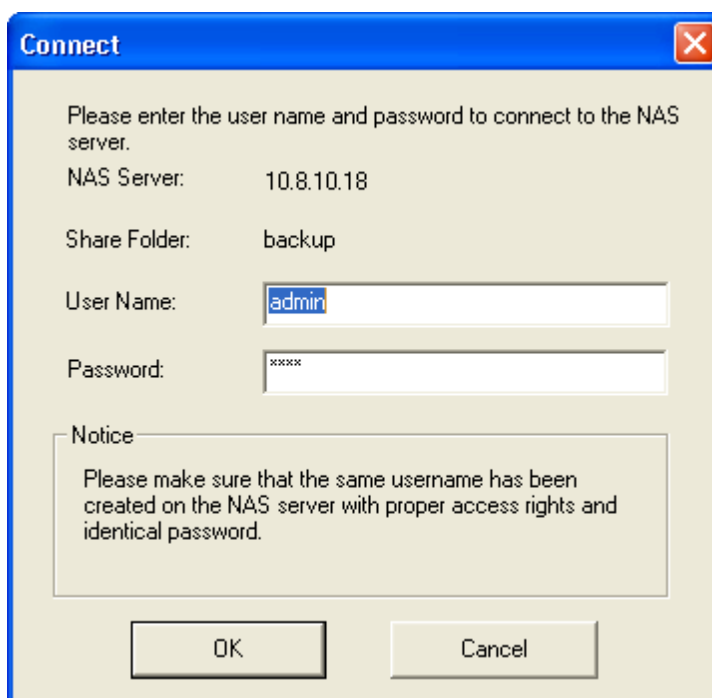 Connect
Please enter the user name and password to connect to the NAS
server.
NAS Server: 10.8.10.18
Share Folder: backup
User Name: admin
Password: ****
Notice
Please make sure that the same username has been
created on the NAS server with proper access rights and
identical password.
OK Cancel